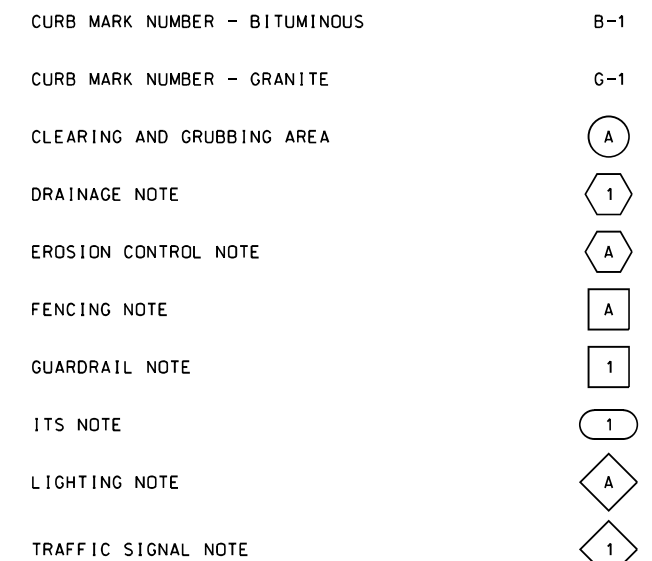 CURB MARK NUMBER - BITUMINOUS B-1
CURB MARK NUMBER - GRANITE G-1
CLEARING AND GRUBBING AREA A
DRAINAGE NOTE 1
EROSION CONTROL NOTE A
FENCING NOTE A
GUARDRAIL NOTE 1
ITS NOTE 1
LIGHTING NOTE A
TRAFFIC SIGNAL NOTE 1